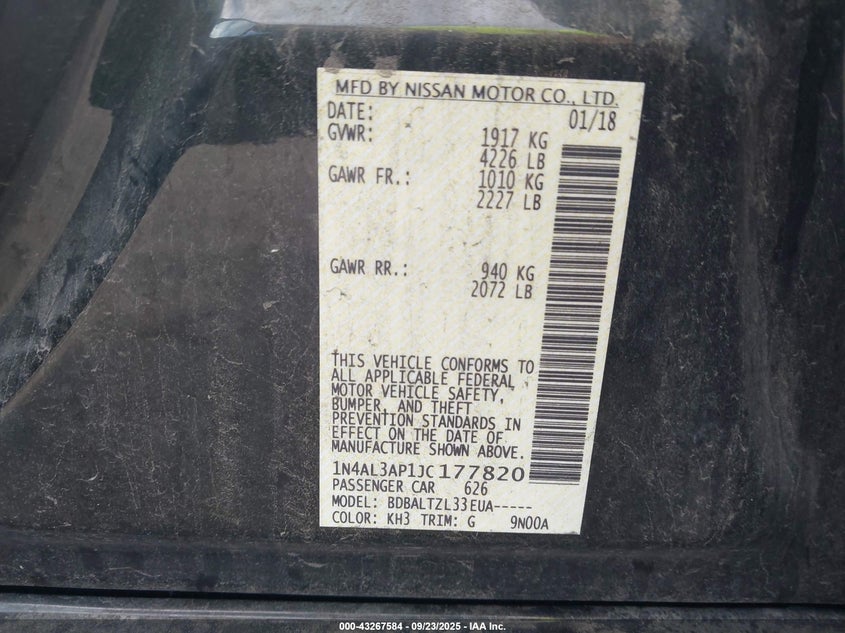 MFD BY NISSAN MOTOR CO., LTD.
DATE: 01/18
GVWR: 1917 KG
4226 LB
GAWR FR.: 1010 KG
2227 LB
GAWR RR.: 940 KG
2072 LB
THIS VEHICLE CONFORMS TO
ALL APPLICABLE FEDERAL
MOTOR VEHICLE SAFETY,
BUMPER, AND THEFT
PREVENTION STANDARDS IN
EFFECT ON THE DATE OF
MANUFACTURE SHOWN ABOVE.
1N4AL3AP1JC177820
PASSENGER CAR 626
MODEL: BDBALTZL33EUA-----
COLOR: KH3 TRIM: G 9N00A
000-43267584 - 09/23/2025 - IAA Inc.